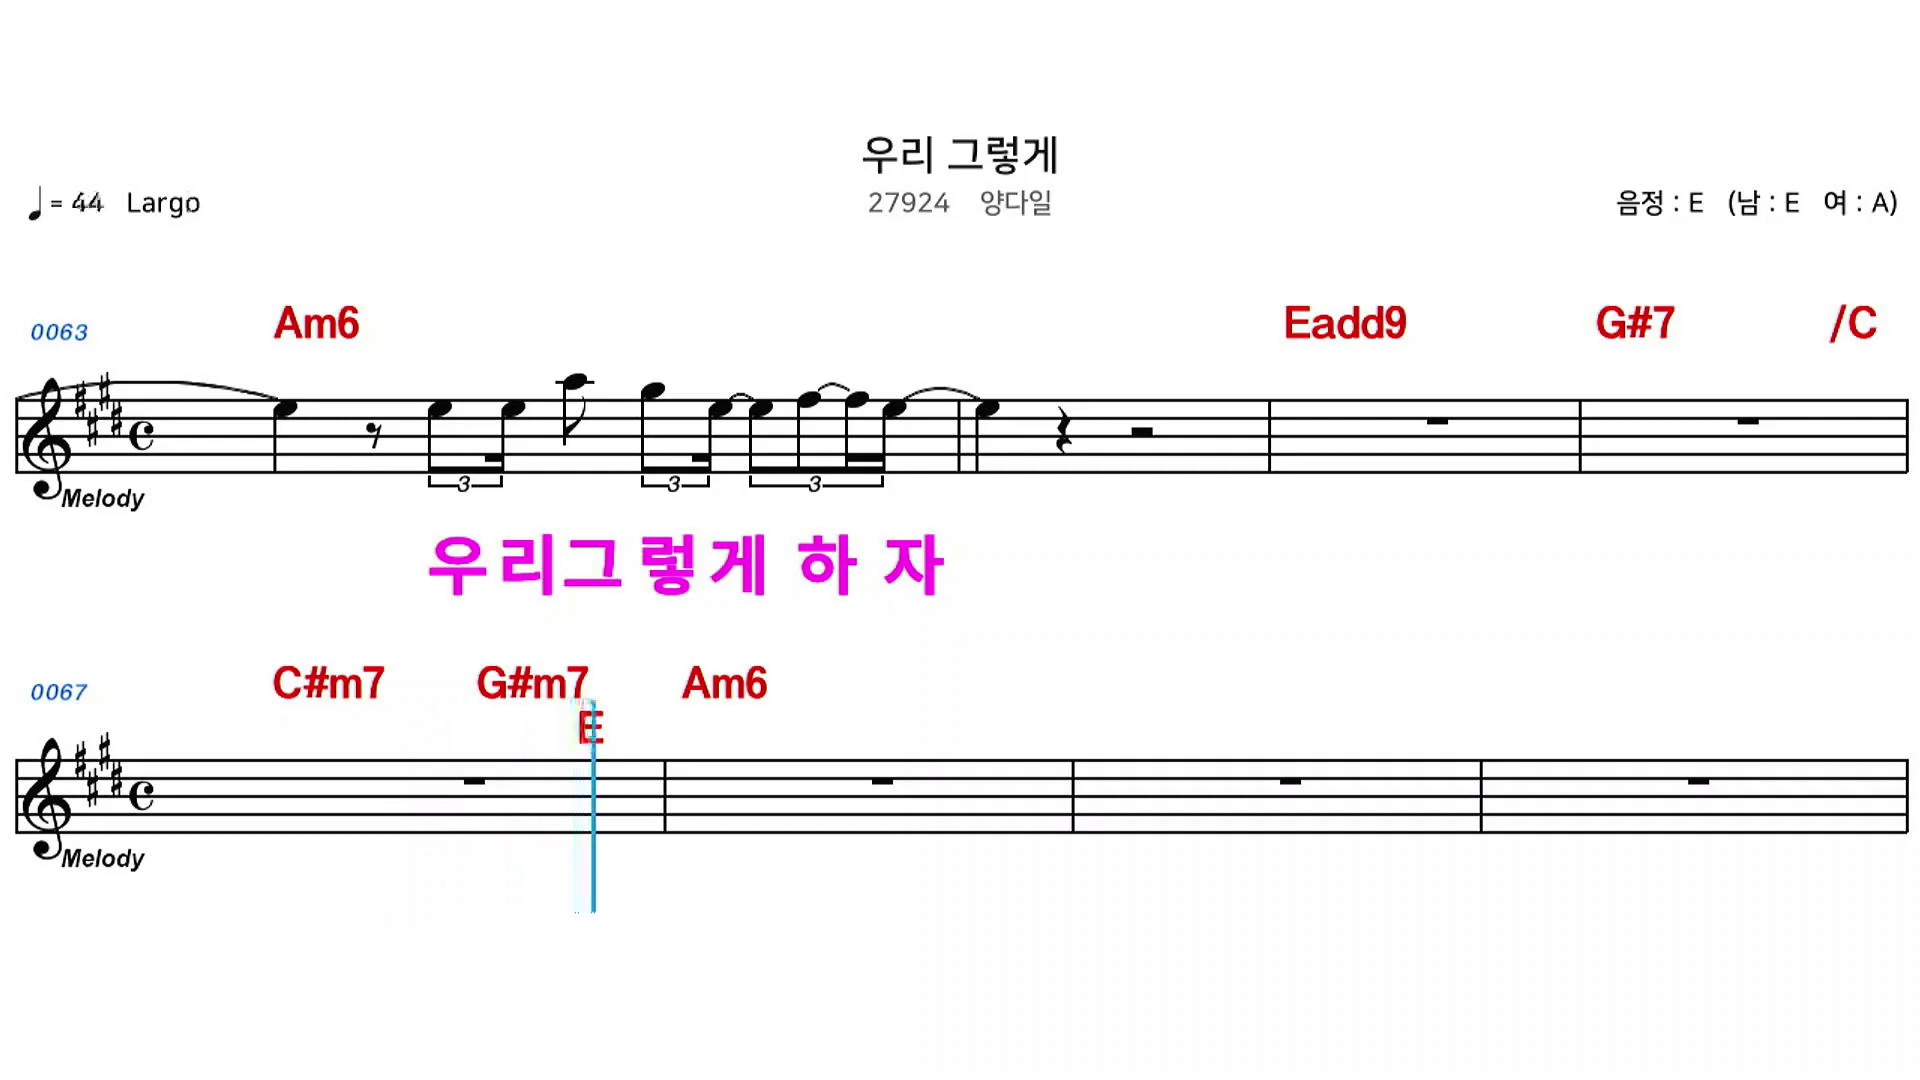 우리 그렇게
♩ = 44 Largo 27924 양다일 음정 : E (남 : E 여 : A)
0063 Am6 Eadd9 G#7 /C
3 3 3
Melody
우리그렇게 하 자
0067 C#m7 G#m7 Am6
E
Melody